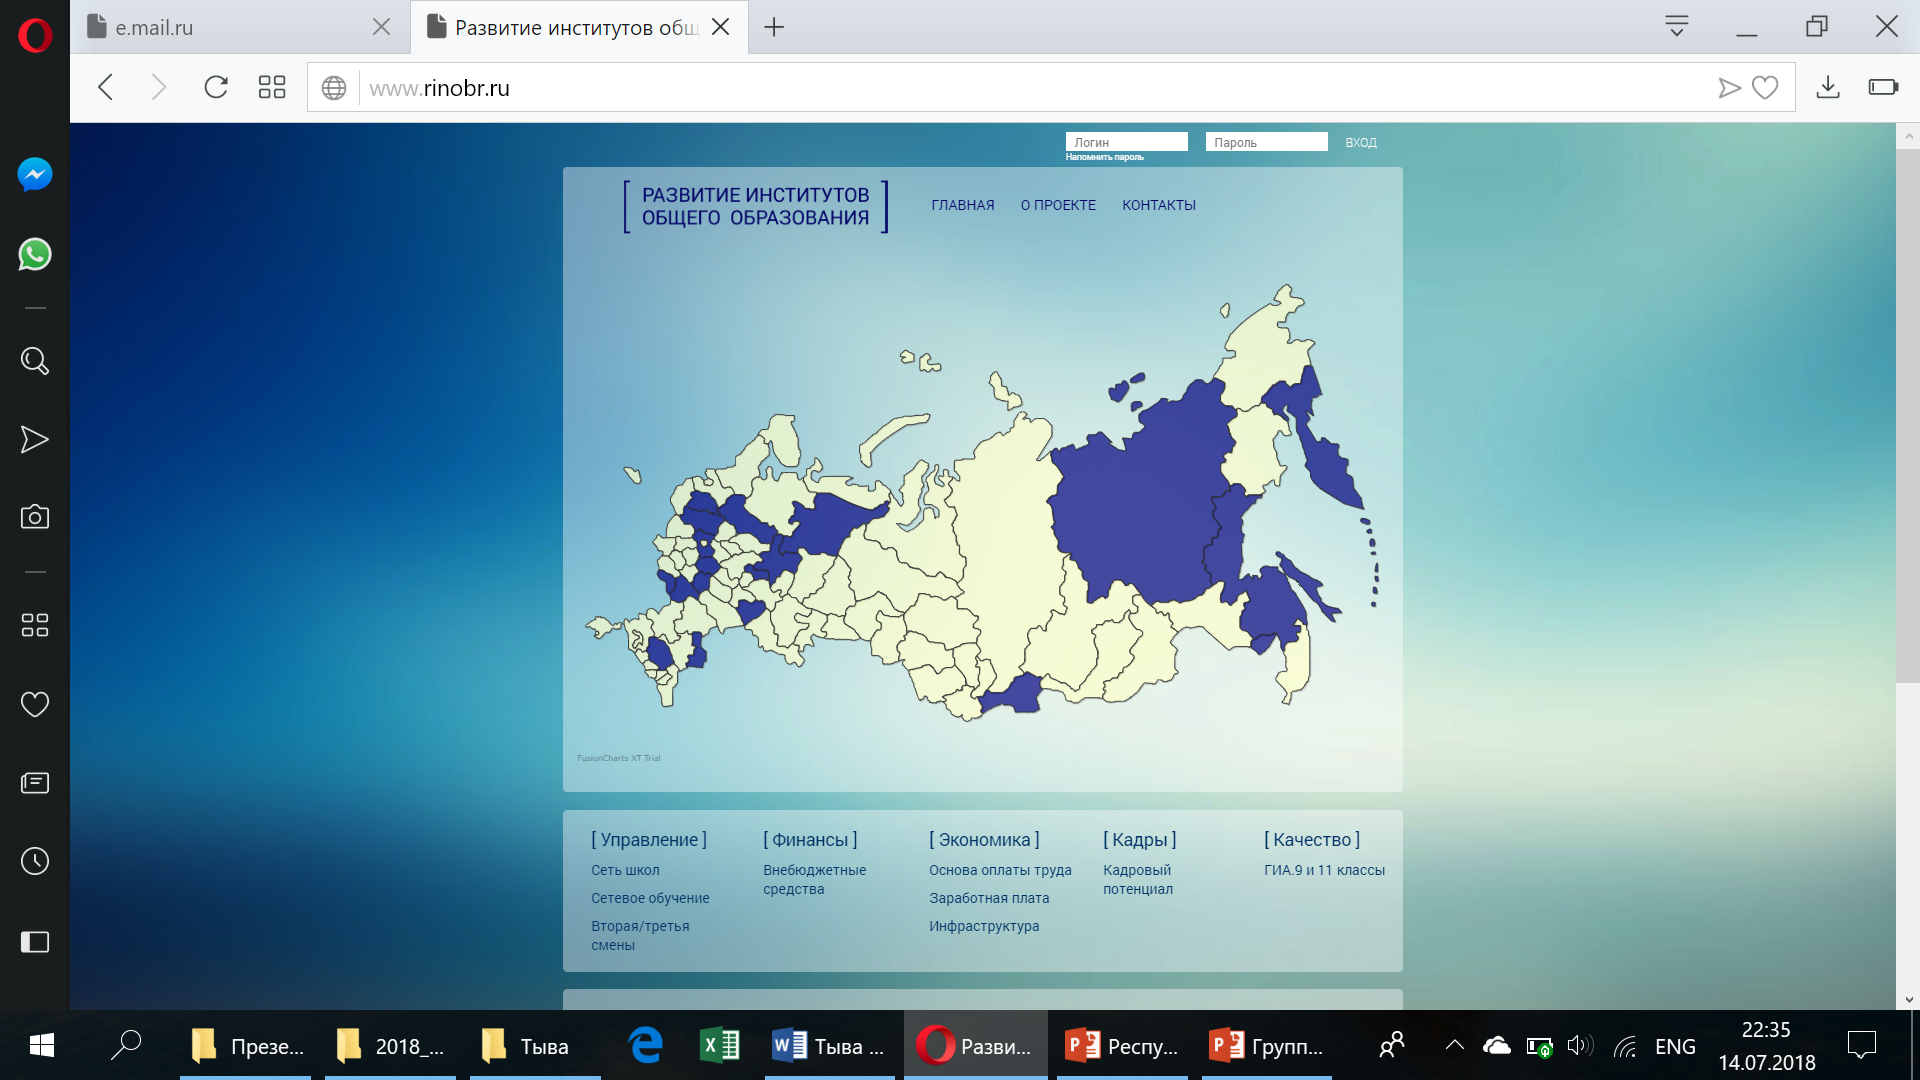 e.mail.ru
Развитие институтов общ
www.rinobr.ru
Логин
Пароль
ВХОД
Напомнить пароль
[ РАЗВИТИЕ ИНСТИТУТОВ
ОБЩЕГО ОБРАЗОВАНИЯ ]
ГЛАВНАЯ
О ПРОЕКТЕ
КОНТАКТЫ
FusionCharts XT Trial
[ Управление ]
Сеть школ
Сетевое обучение
Вторая/третья
смены
[ Финансы ]
Внебюджетные
средства
[ Экономика ]
Основа оплаты труда
Заработная плата
Инфраструктура
[ Кадры ]
Кадровый
потенциал
[ Качество ]
ГИА.9 и 11 классы
Презе...
2018_...
Тыва
Тыва ...
Разви...
Респу...
Групп...
ENG
22:35
14.07.2018